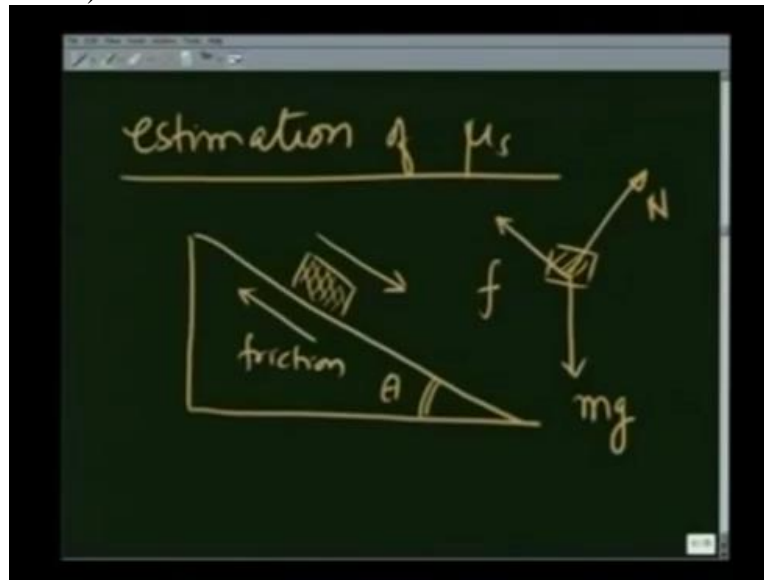 estimation of μs
N
f
friction
θ
mg